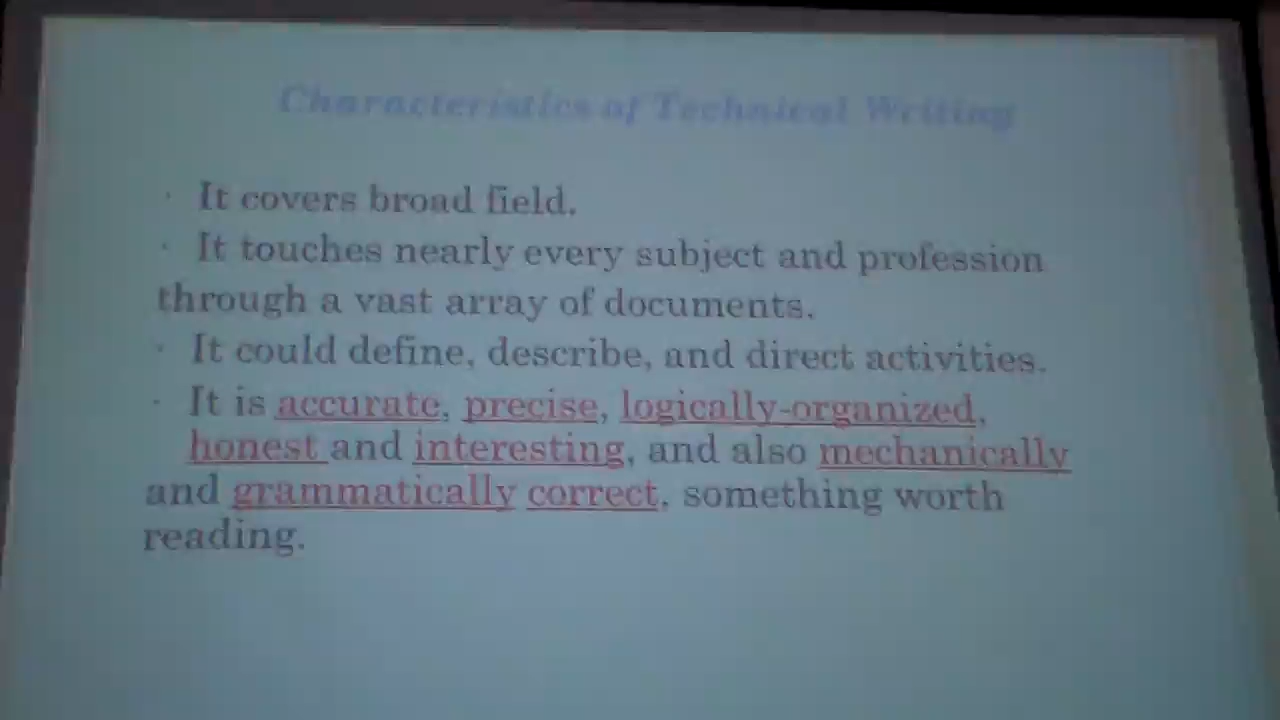 Characteristics of Technical Writing
· It covers broad field.
· It touches nearly every subject and profession
through a vast array of documents.
· It could define, describe, and direct activities.
· It is accurate, precise, logically-organized,
honest and interesting, and also mechanically
and grammatically correct, something worth
reading.